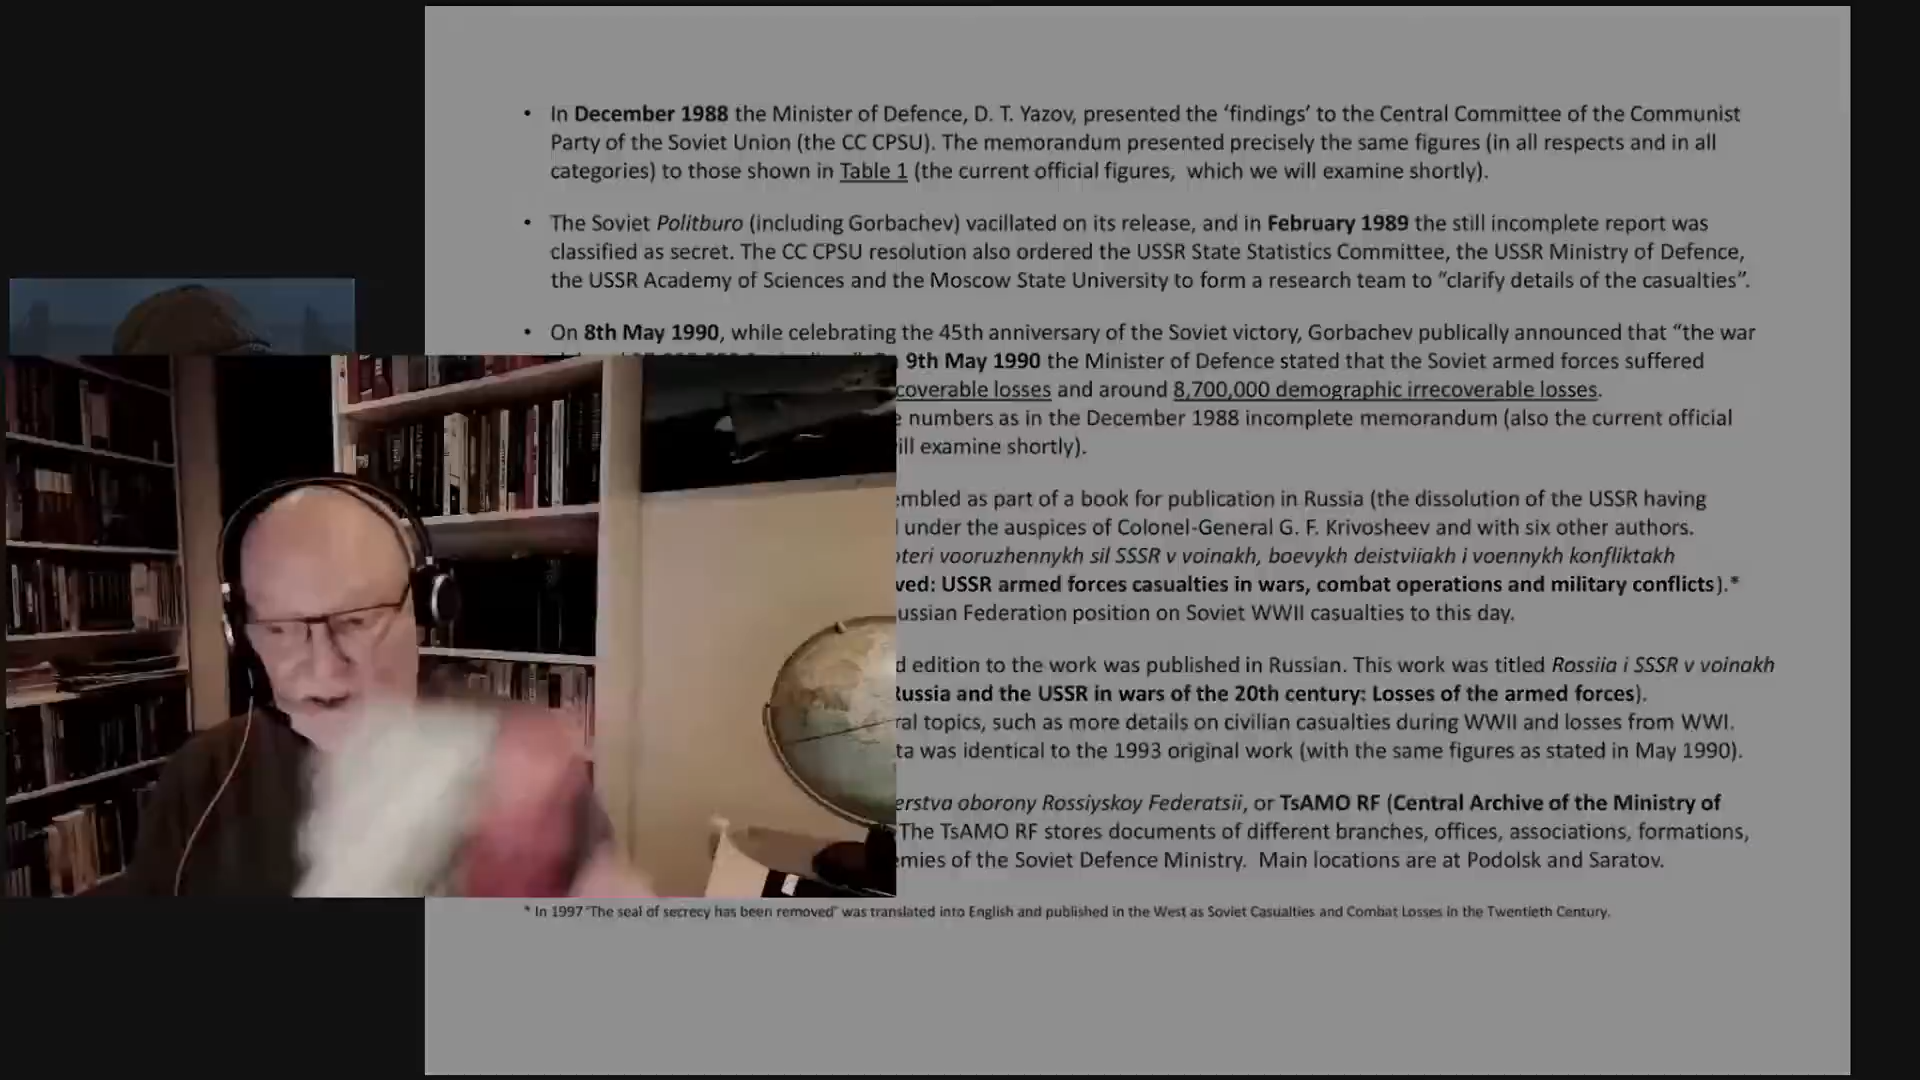 • In December 1988 the Minister of Defence, D. T. Yazov, presented the ‘findings’ to the Central Committee of the Communist
Party of the Soviet Union (the CC CPSU). The memorandum presented precisely the same figures (in all respects and in all
categories) to those shown in Table 1 (the current official figures, which we will examine shortly).
• The Soviet Politburo (including Gorbachev) vacillated on its release, and in February 1989 the still incomplete report was
classified as secret. The CC CPSU resolution also ordered the USSR State Statistics Committee, the USSR Ministry of Defence,
the USSR Academy of Sciences and the Moscow State University to form a research team to “clarify details of the casualties”.
• On 8th May 1990, while celebrating the 45th anniversary of the Soviet victory, Gorbachev publically announced that “the war
9th May 1990 the Minister of Defence stated that the Soviet armed forces suffered
coverable losses and around 8,700,000 demographic irrecoverable losses.
numbers as in the December 1988 incomplete memorandum (also the current official
ill examine shortly).
embled as part of a book for publication in Russia (the dissolution of the USSR having
under the auspices of Colonel-General G. F. Krivosheev and with six other authors.
oteri vooruzhennykh sil SSSR v voinakh, boevykh deistviiakh i voennykh konfliktakh
ved: USSR armed forces casualties in wars, combat operations and military conflicts).*
ussian Federation position on Soviet WWII casualties to this day.
d edition to the work was published in Russian. This work was titled Rossiia i SSSR v voinakh
Russia and the USSR in wars of the 20th century: Losses of the armed forces).
ral topics, such as more details on civilian casualties during WWII and losses from WWI.
ta was identical to the 1993 original work (with the same figures as stated in May 1990).
erstva oborony Rossiyskoy Federatsii, or TsAMO RF (Central Archive of the Ministry of
The TsAMO RF stores documents of different branches, offices, associations, formations,
emies of the Soviet Defence Ministry. Main locations are at Podolsk and Saratov.
* In 1997 “The seal of secrecy has been removed” was translated into English and published in the West as Soviet Casualties and Combat Losses in the Twentieth Century.